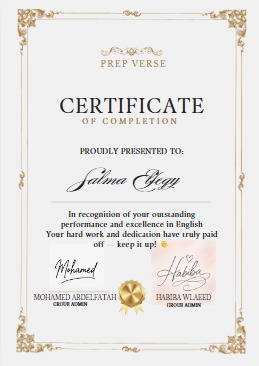 PREP VERSE
CERTIFICATE
OF COMPLETION
PROUDLY PRESENTED TO:
Salma Yegy
In recognition of your outstanding
performance and excellence in English
Your hard work and dedication have truly paid
off — keep it up! 🌟
Mohamed
Habiba
MOHAMED ABDELFATAH
HABIBA WLAEED
GROUP ADMIN
GROUP ADMIN